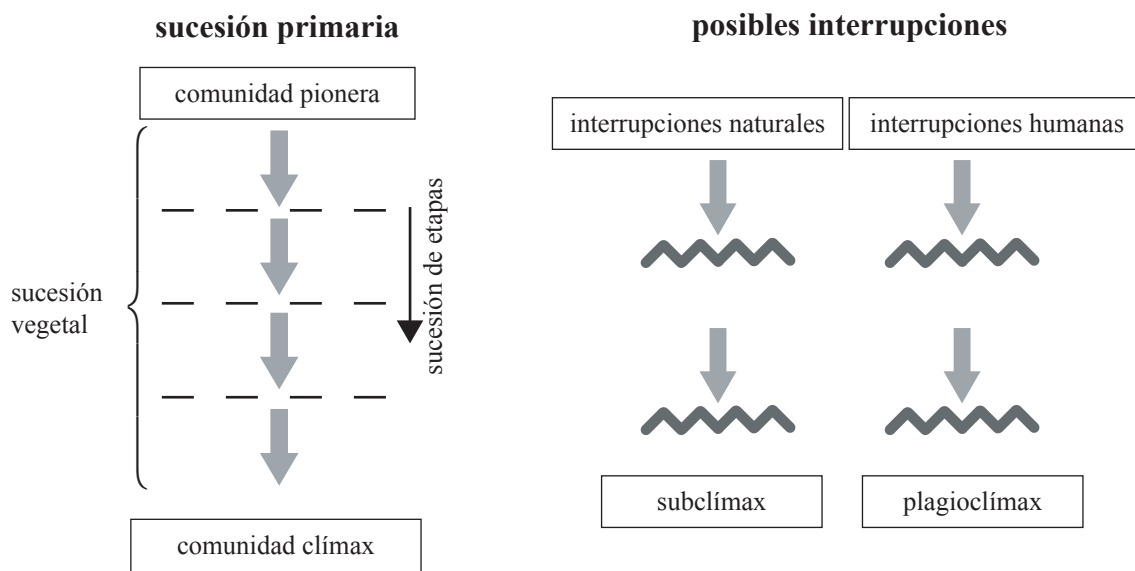 sucesión primaria
comunidad pionera
sucesión
vegetal
sucesión de etapas
comunidad clímax
posibles interrupciones
interrupciones naturales
interrupciones humanas
subclímax
plagioclímax